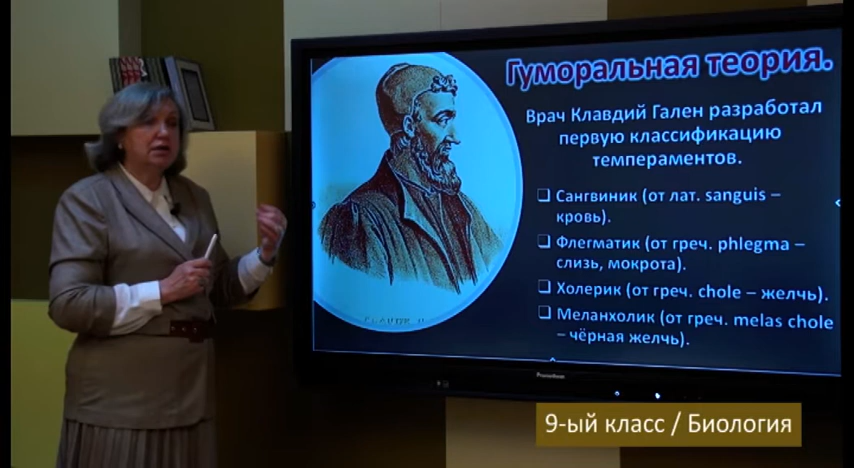 Гуморальная теория.
Врач Клавдий Гален разработал
первую классификацию
темпераментов.
Сангвиник (от лат. sanguis –
кровь).
Флегматик (от греч. phlegma –
слизь, мокрота).
Холерик (от греч. chole – желчь).
Меланхолик (от греч. melas chole
– чёрная желчь).
Promethean
9-ый класс / Биология